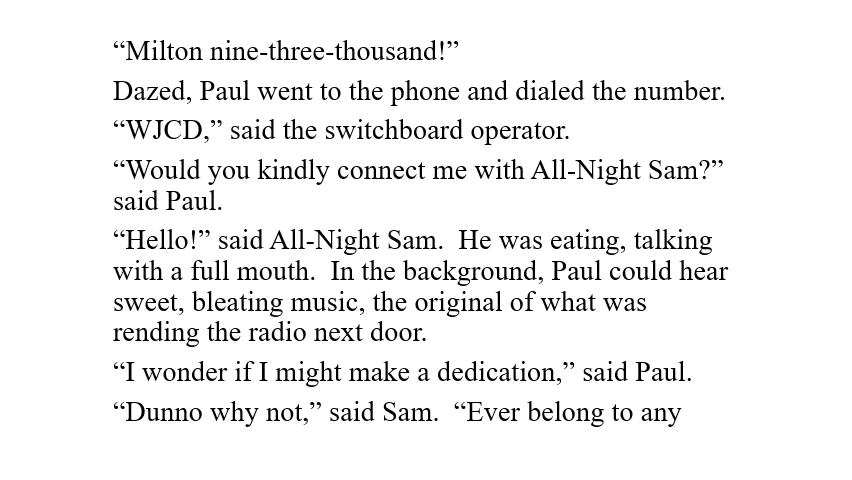 “Milton nine-three-thousand!”
Dazed, Paul went to the phone and dialed the number.
“WJCD,” said the switchboard operator.
“Would you kindly connect me with All-Night Sam?”
said Paul.
“Hello!” said All-Night Sam.  He was eating, talking
with a full mouth.  In the background, Paul could hear
sweet, bleating music, the original of what was
rending the radio next door.
“I wonder if I might make a dedication,” said Paul.
“Dunno why not,” said Sam.  “Ever belong to any